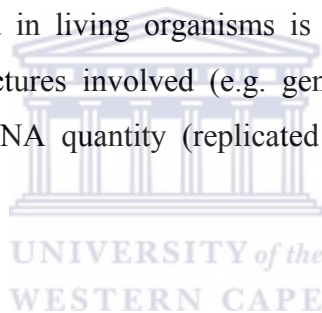 in living organisms is
ctures involved (e.g. gen
NA quantity (replicated
UNIVERSITY of the
WESTERN CAPE